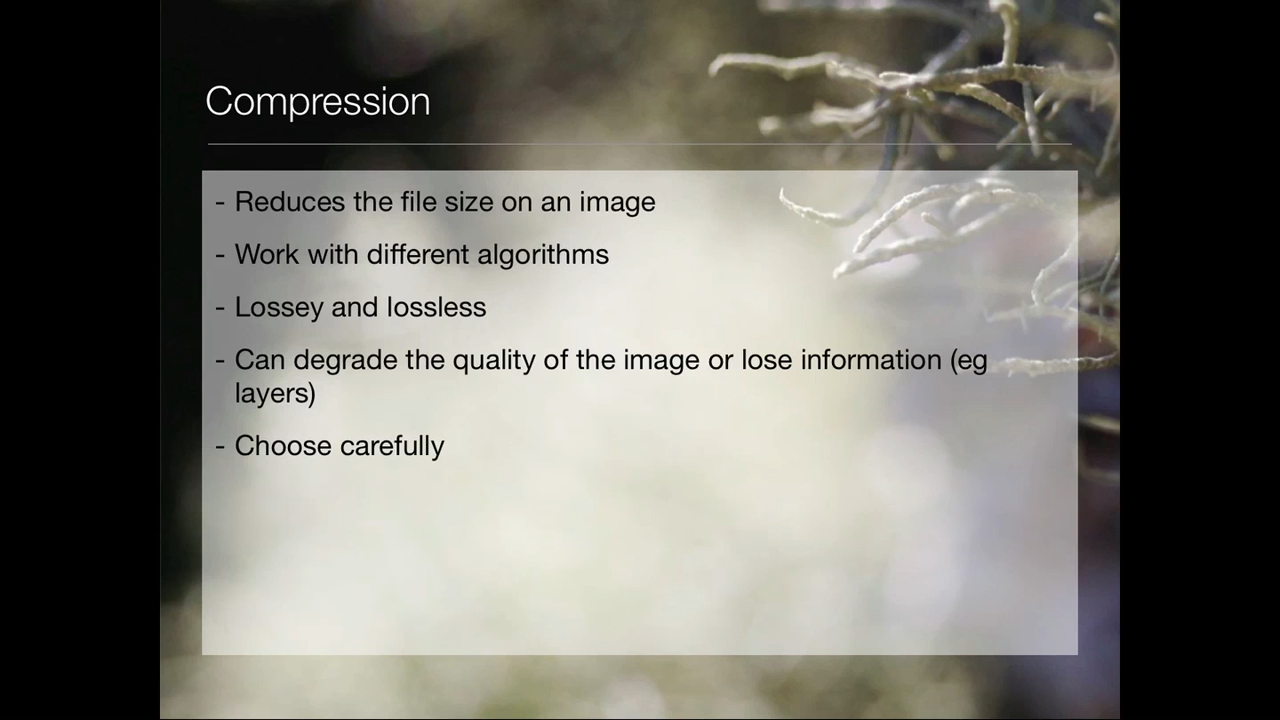 Compression
- Reduces the file size on an image
- Work with different algorithms
- Lossey and lossless
- Can degrade the quality of the image or lose information (eg
layers)
- Choose carefully